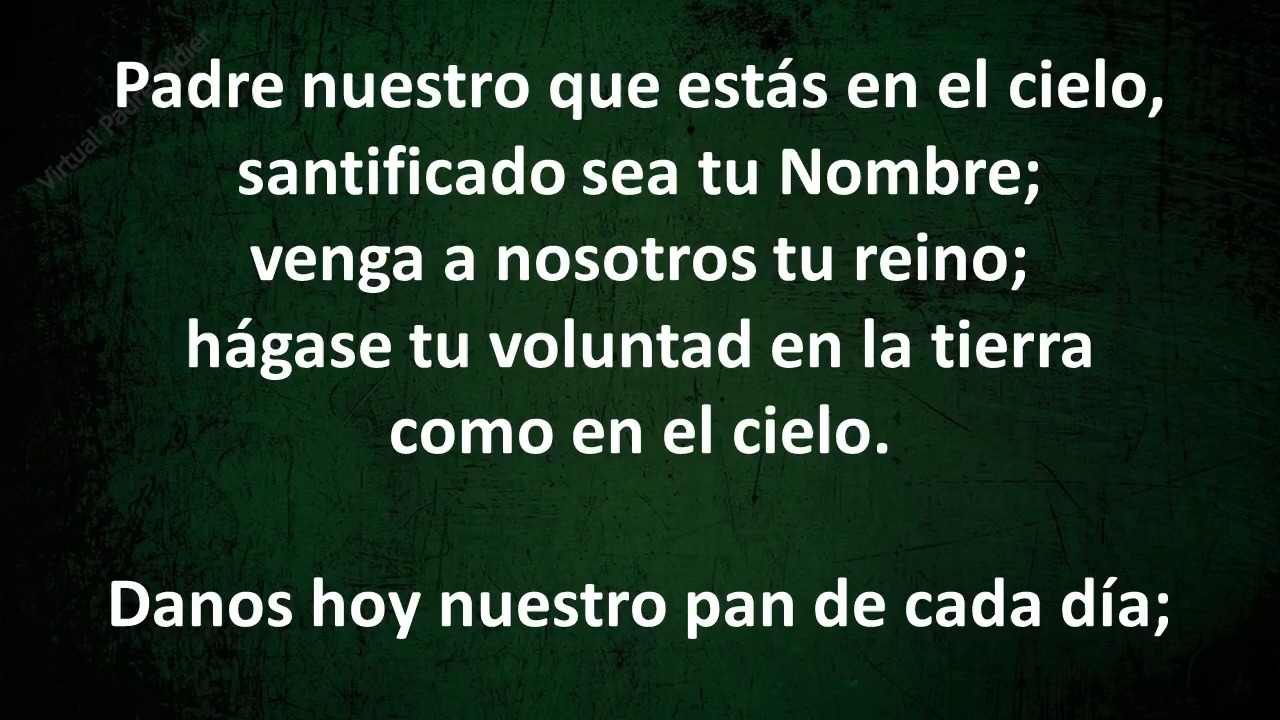 Padre nuestro que estás en el cielo,
santificado sea tu Nombre;
venga a nosotros tu reino;
hágase tu voluntad en la tierra
como en el cielo.
Danos hoy nuestro pan de cada día;
Virtual